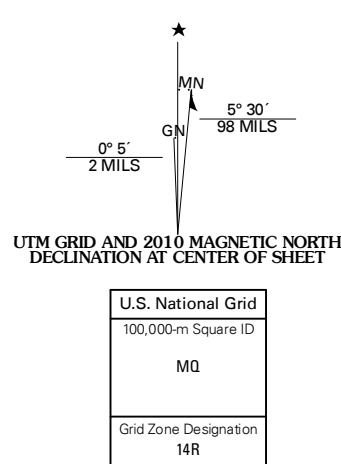 MN
GN
5° 30´
98 MILS
0° 5´
2 MILS
UTM GRID AND 2010 MAGNETIC NORTH
DECLINATION AT CENTER OF SHEET
U.S. National Grid
100,000-m Square ID
MQ
Grid Zone Designation
14R